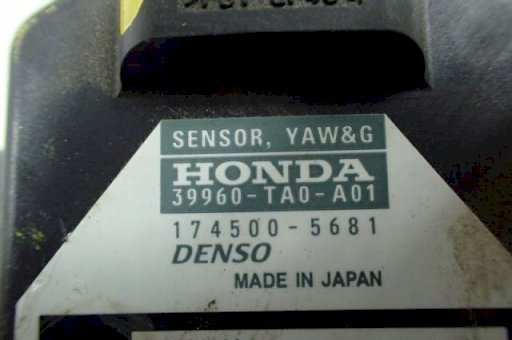 SENSOR, YAW&G
HONDA
39960-TA0-A01
174500-5681
DENSO
MADE IN JAPAN